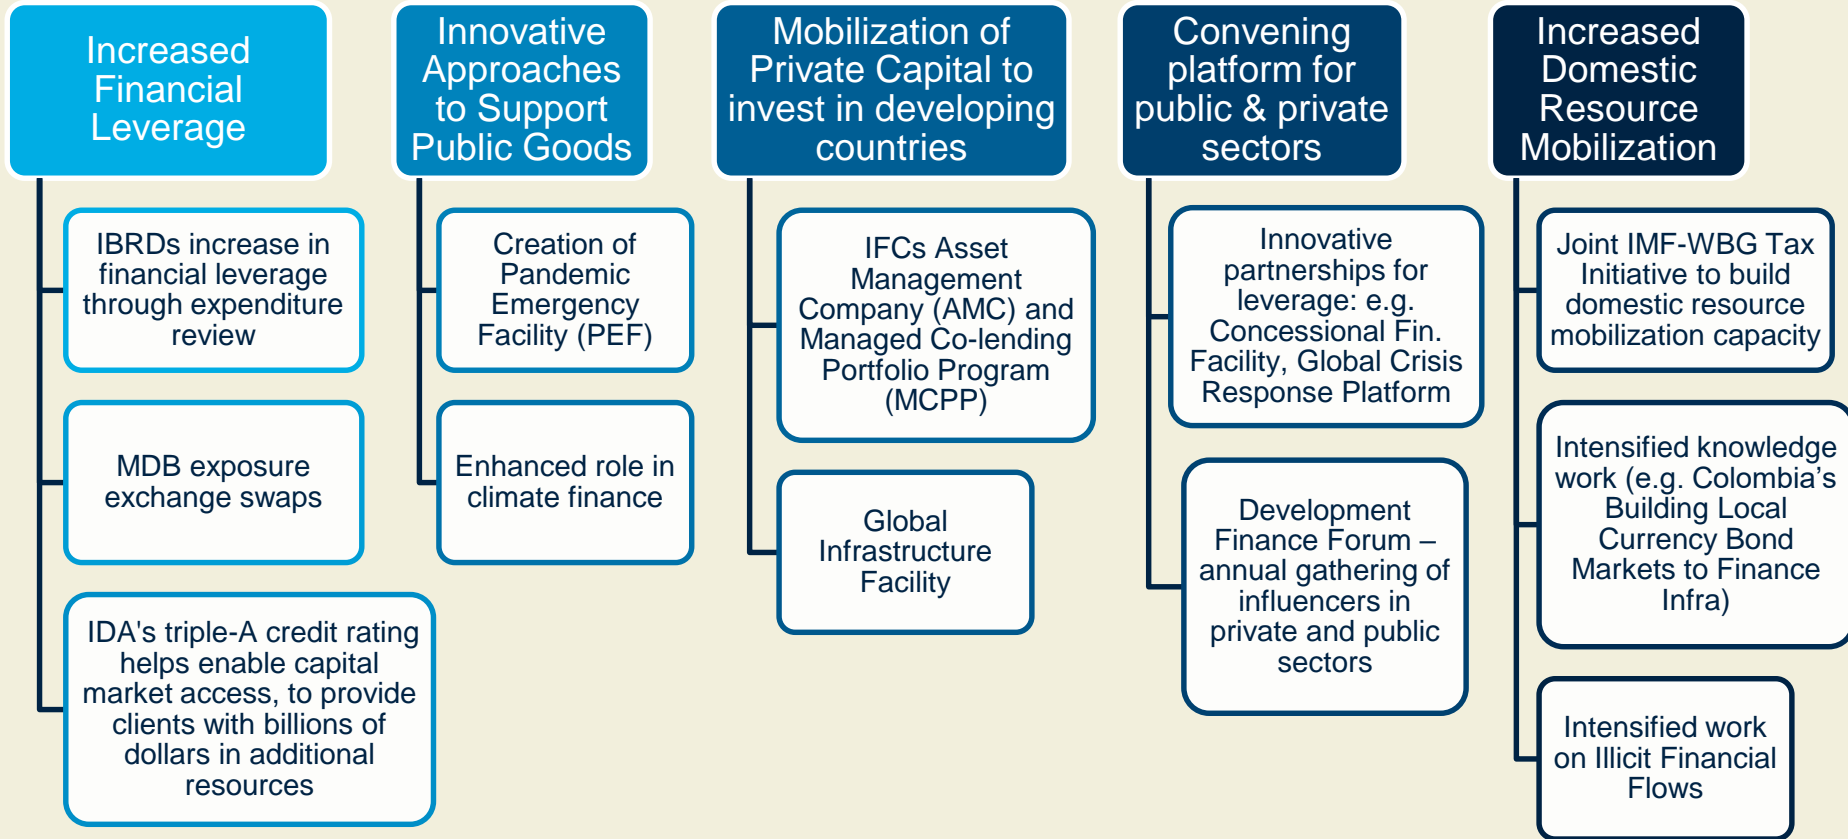 Increased
Financial
Leverage
IBRDs increase in
financial leverage
through expenditure
review
MDB exposure
exchange swaps
IDA's triple-A credit rating
helps enable capital
market access, to provide
clients with billions of
dollars in additional
resources
Innovative
Approaches
to Support
Public Goods
Creation of
Pandemic
Emergency
Facility (PEF)
Enhanced role in
climate finance
Mobilization of
Private Capital to
invest in developing
countries
IFCs Asset
Management
Company (AMC) and
Managed Co-lending
Portfolio Program
(MCPP)
Global
Infrastructure
Facility
Convening
platform for
public & private
sectors
Innovative
partnerships for
leverage: e.g.
Concessional Fin.
Facility, Global Crisis
Response Platform
Development
Finance Forum –
annual gathering of
influencers in
private and public
sectors
Increased
Domestic
Resource
Mobilization
Joint IMF-WBG Tax
Initiative to build
domestic resource
mobilization capacity
Intensified knowledge
work (e.g. Colombia’s
Building Local
Currency Bond
Markets to Finance
Infra)
Intensified work
on Illicit Financial
Flows